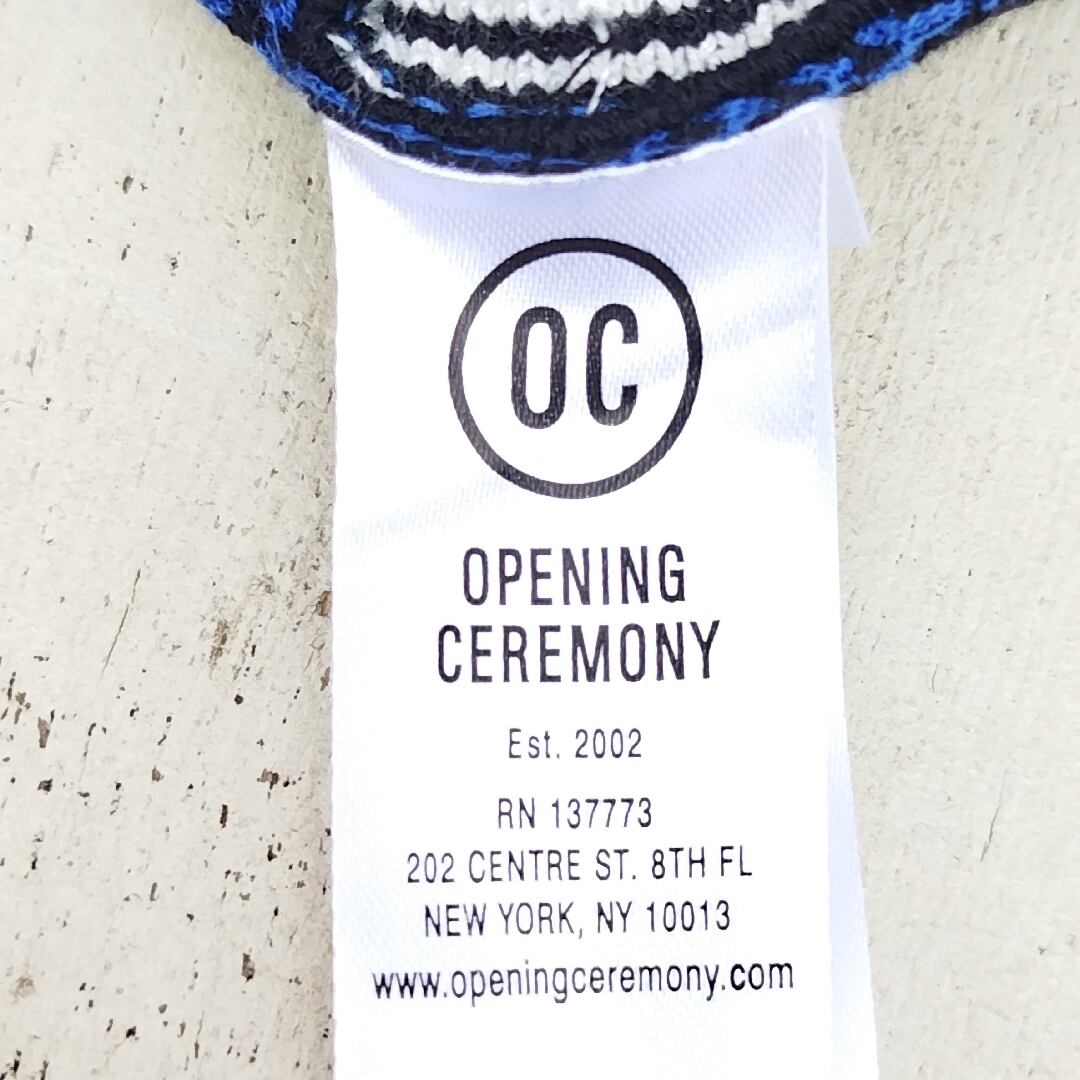 OC
OPENING
CEREMONY
Est. 2002
RN 137773
202 CENTRE ST. 8TH FL
NEW YORK, NY 10013
www.openingceremony.com